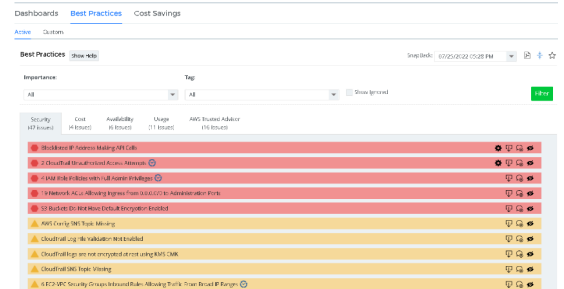 Dashboards Best Practices Cost Savings
Active Custom
Best Practices Show Help Snapback: 07/25/2022 05:28 PM
Importance: Tag:
All All Show Ignored Filter
Security Cost Availability Usage AWS Trusted Advisor
(47 Issues) (4 Issues) (6 Issues) (11 Issues) (16 Issues)
Blacklisted IP Address Making API Calls
2 CloudTrail Unauthorized Access Attempts
4 IAM Role Policies with Full Admin Privileges
19 Network ACLs Allowing Ingress From 0.0.0.0/0 to Administration Ports
59 Buckets Do Not Have Default Encryption Enabled
AWS Config SNS Topic Missing
CloudTrail Log File Validation Not Enabled
CloudTrail logs are not encrypted at rest using KMS CMK
CloudTrail SNS Topic Missing
6 EC2-VPC Security Groups Inbound Rules Allowing Traffic From Broad IP Ranges